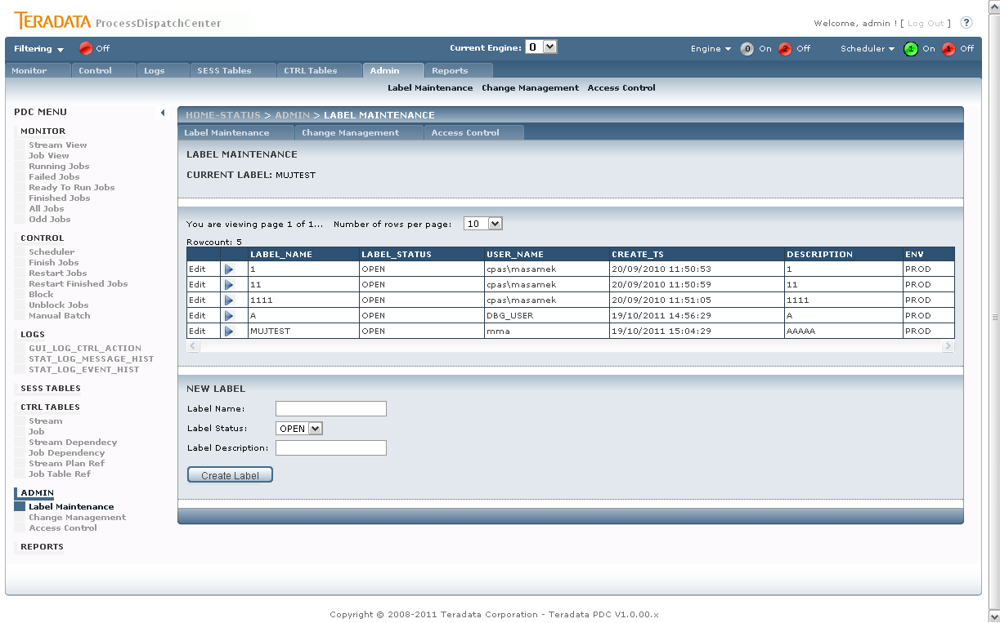 TERADATA ProcessDispatchCenter
Welcome, admin ! [ Log Out ] ?
Filtering Off Current Engine: 0 Engine 0 On 2 Off Scheduler 1 On 1 Off
Monitor Control Logs SESS Tables CTRL Tables Admin Reports
Label Maintenance Change Management Access Control
PDC MENU
MONITOR
Stream View
Job View
Running Jobs
Failed Jobs
Ready To Run Jobs
Finished Jobs
All Jobs
Odd Jobs
CONTROL
Scheduler
Finish Jobs
Restart Jobs
Restart Finished Jobs
Block
Unblock Jobs
Manual Batch
LOGS
GUI_LOG_CTRL_ACTION
STAT_LOG_MESSAGE_HIST
STAT_LOG_EVENT_HIST
SESS TABLES
CTRL TABLES
Stream
Job
Stream Dependecy
Job Dependency
Stream Plan Ref
Job Table Ref
ADMIN
Label Maintenance
Change Management
Access Control
REPORTS
HOME-STATUS > ADMIN > LABEL MAINTENANCE
Label Maintenance Change Management Access Control
LABEL MAINTENANCE
CURRENT LABEL: MUJTEST
You are viewing page 1 of 1... Number of rows per page: 10
Rowcount: 5
LABEL_NAME LABEL_STATUS USER_NAME CREATE_TS DESCRIPTION ENV
Edit 1 OPEN cpas\masamek 20/09/2010 11:50:53 1 PROD
Edit 11 OPEN cpas\masamek 20/09/2010 11:50:59 11 PROD
Edit 1111 OPEN cpas\masamek 20/09/2010 11:51:05 1111 PROD
Edit A OPEN DBG_USER 19/10/2011 14:56:29 A PROD
Edit MUJTEST OPEN mma 19/10/2011 15:04:29 AAAAA PROD
NEW LABEL
Label Name:
Label Status: OPEN
Label Description:
Create Label
Copyright © 2008-2011 Teradata Corporation - Teradata PDC V1.0.00.x